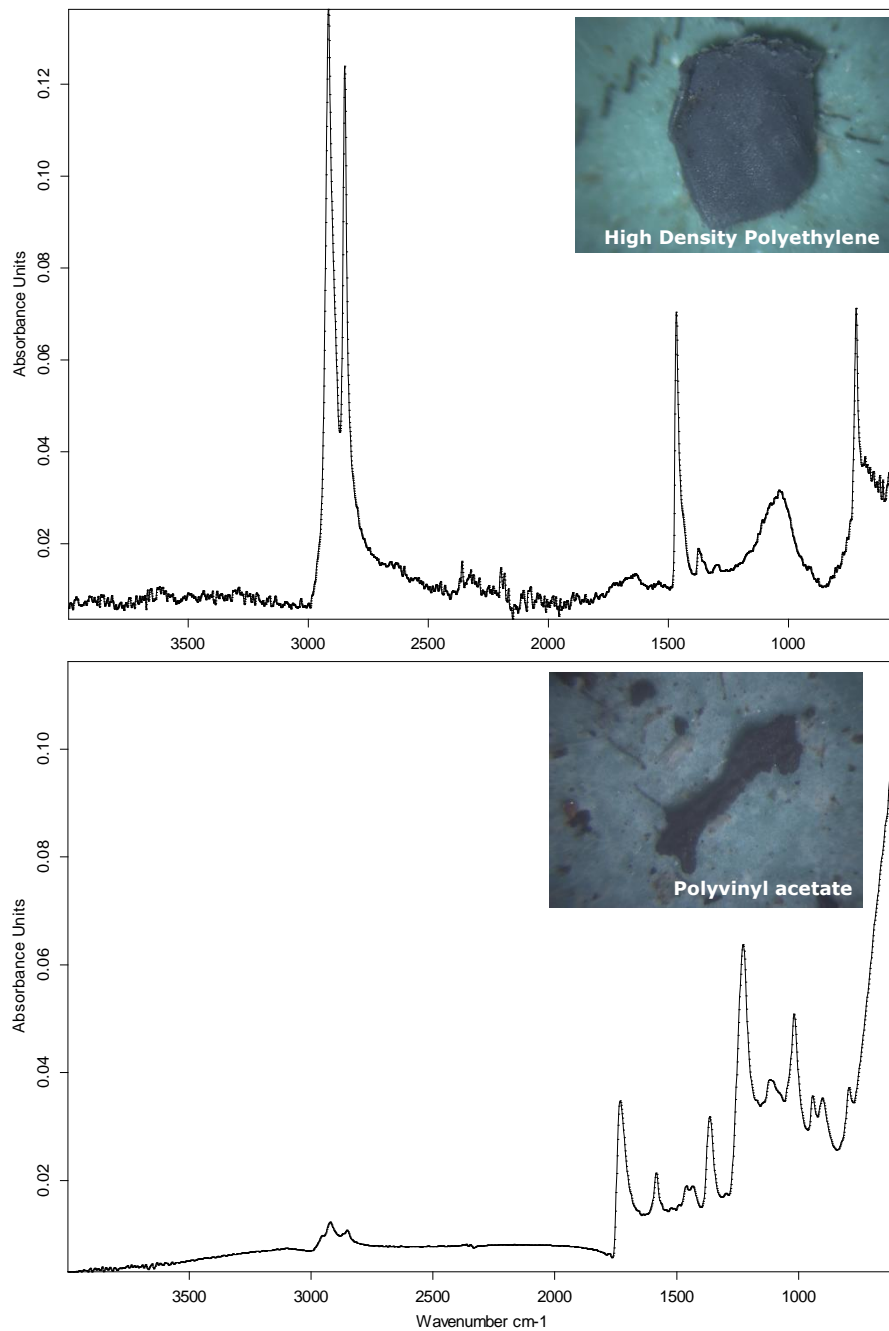 High Density Polyethylene
Absorbance Units
0.02 0.04 0.06 0.08 0.10 0.12
3500 3000 2500 2000 1500 1000
Polyvinyl acetate
Absorbance Units
0.02 0.04 0.06 0.08 0.10
3500 3000 2500 2000 1500 1000
Wavenumber cm-1